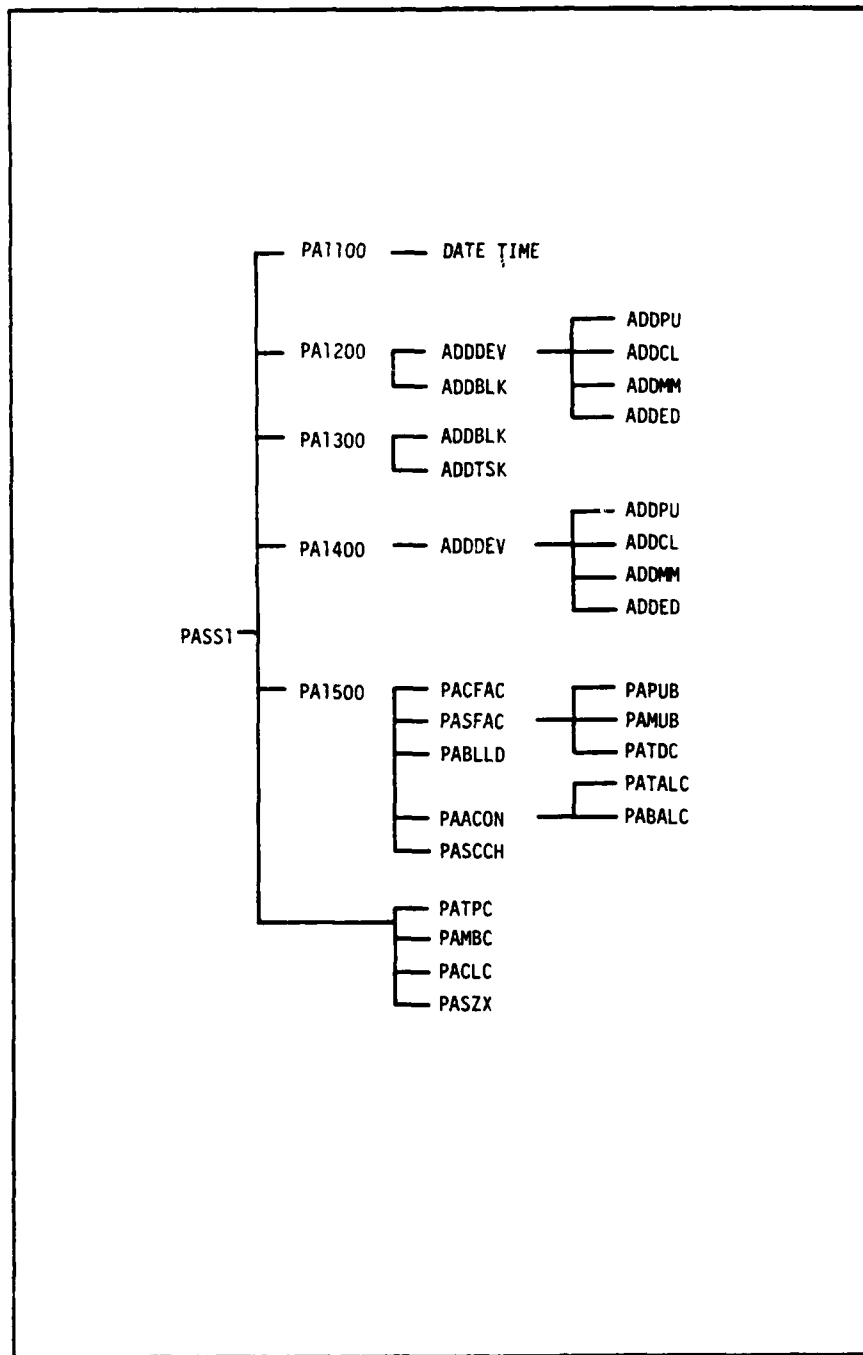 PA1100 DATE TIME
ADDPU
PA1200 ADDDEV ADDCL
ADDBLK ADDMM
ADDED
PA1300 ADDBLK
ADDTSK
ADDPU
PA1400 ADDDEV ADDCL
ADDMM
ADDED
PASS1
PA1500 PACFAC PAPUB
PASFAC PAMUB
PABLLD PATDC
PATALC
PAACON PABALC
PASCCH
PATPC
PAMBC
PACLC
PASZX